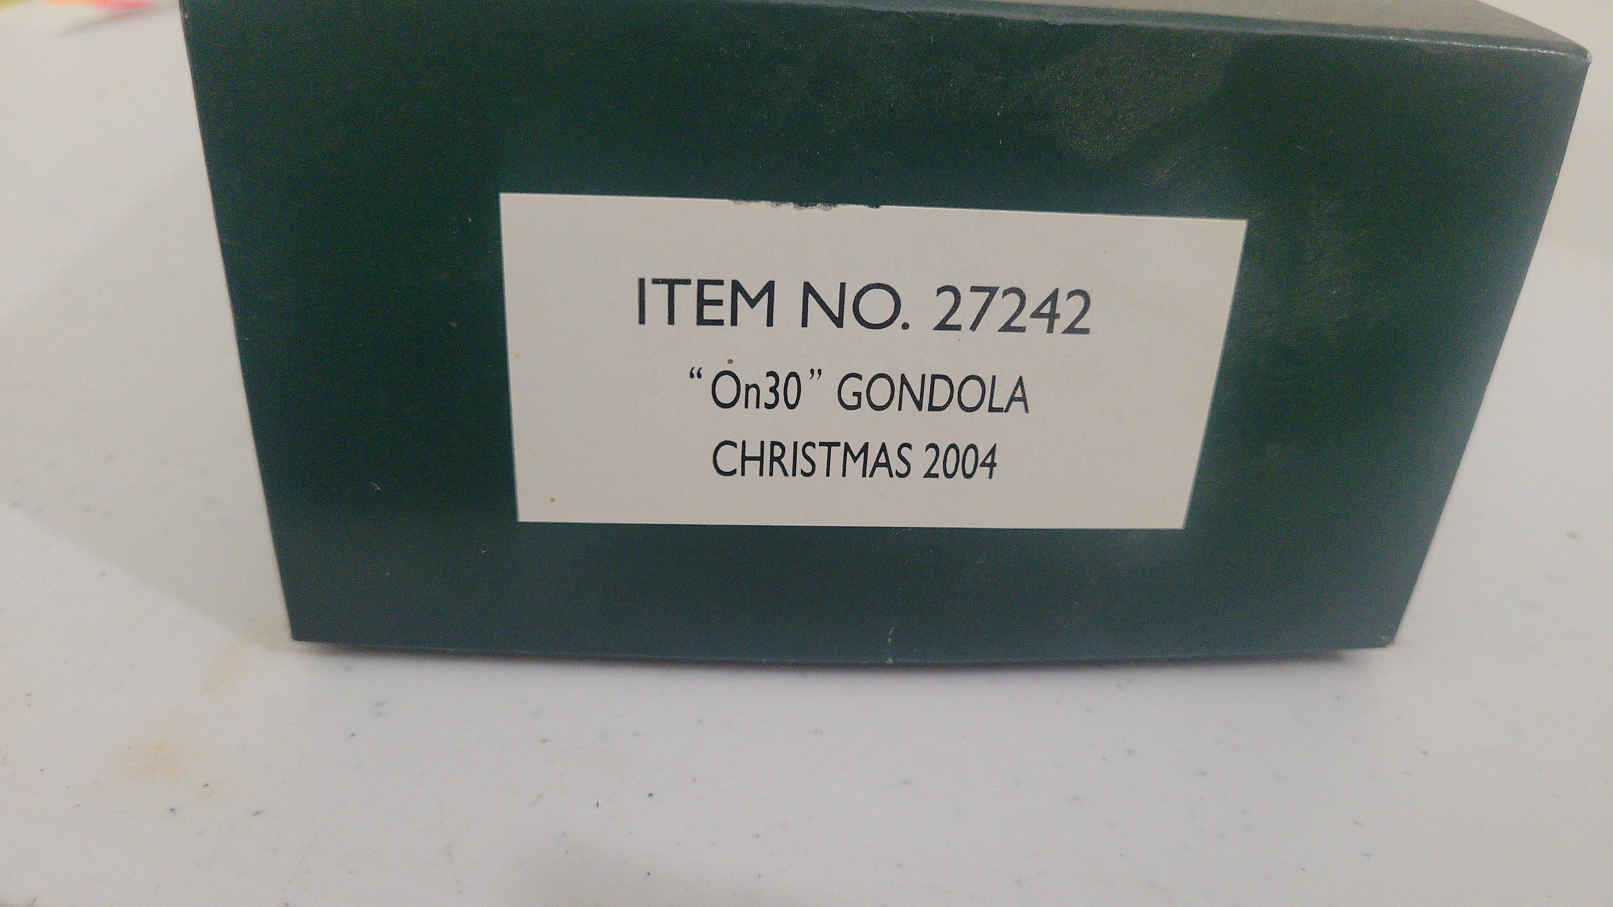 ITEM NO. 27242
“On30” GONDOLA
CHRISTMAS 2004